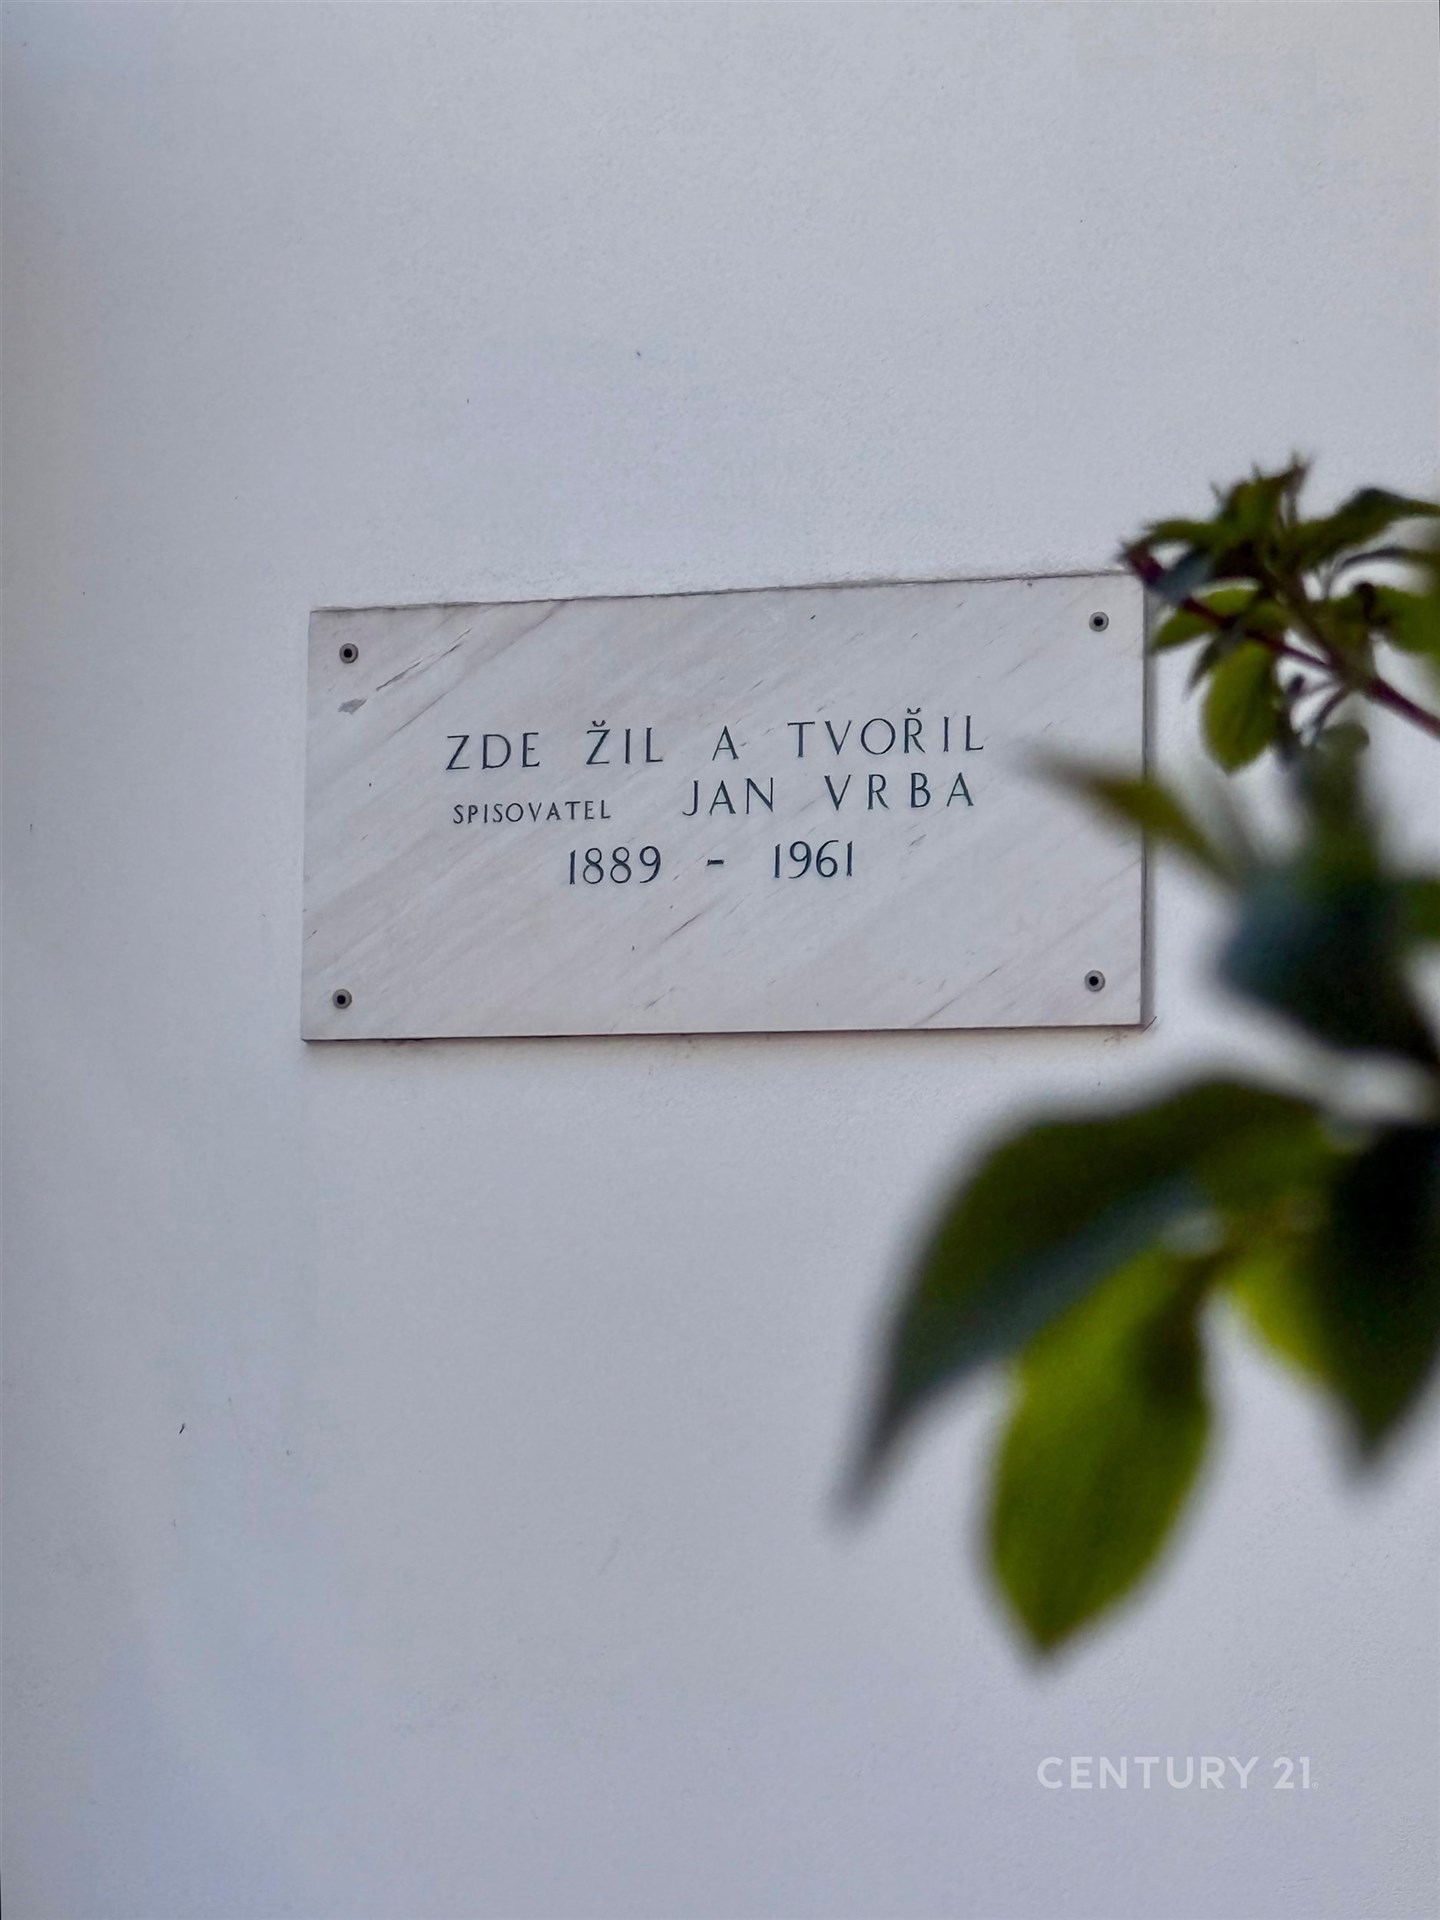 ZDE ŽIL A TVOŘIL
SPISOVATEL JAN VRBA
1889 - 1961
CENTURY 21